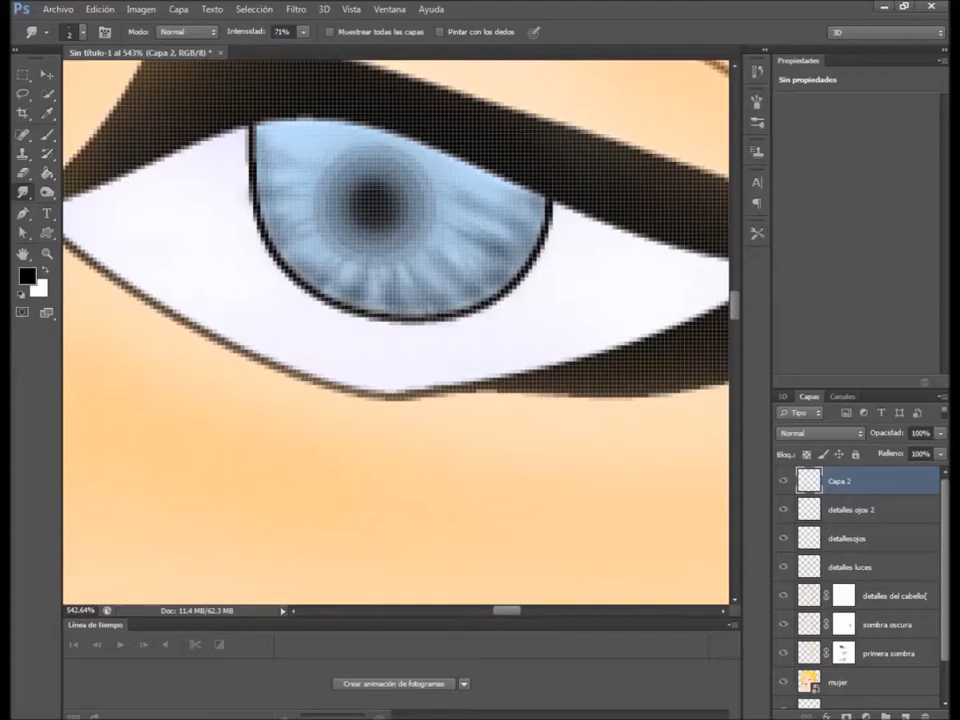 Ps Archivo Edición Imagen Capa Texto Selección Filtro 3D Vista Ventana Ayuda
2 Modo: Normal Intensidad: 71% Muestrear todas las capas Pintar con los dedos 3D
Sin título-1 al 543% (Capa 2, RGB/8) * ×
Propiedades
Sin propiedades
3D Capas Canales
Tipo
Normal Opacidad: 100%
Bloq.: Relleno: 100%
Capa 2
detalles ojos 2
detallesojos
detalles luces
detalles del cabello[
sombra oscura
primera sombra
mujer
542.64% Doc: 11.4 MB/62.3 MB
Línea de tiempo
Crear animación de fotogramas